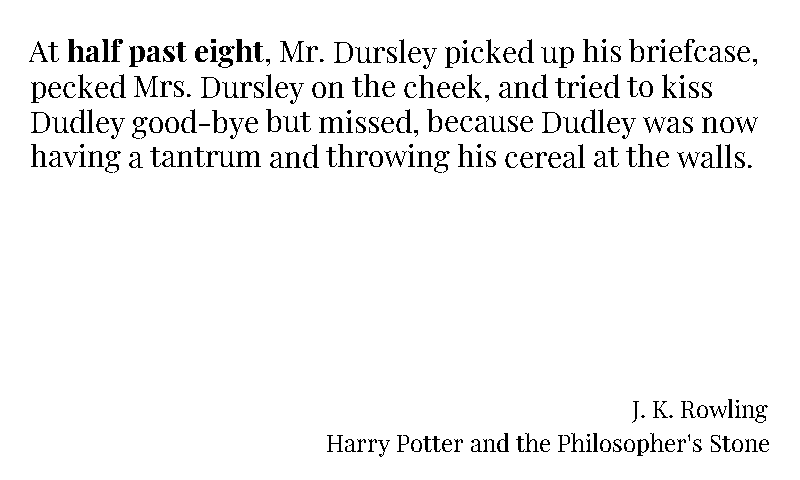 At half past eight, Mr. Dursley picked up his briefcase,
pecked Mrs. Dursley on the cheek, and tried to kiss
Dudley good-bye but missed, because Dudley was now
having a tantrum and throwing his cereal at the walls.
J. K. Rowling
Harry Potter and the Philosopher's Stone